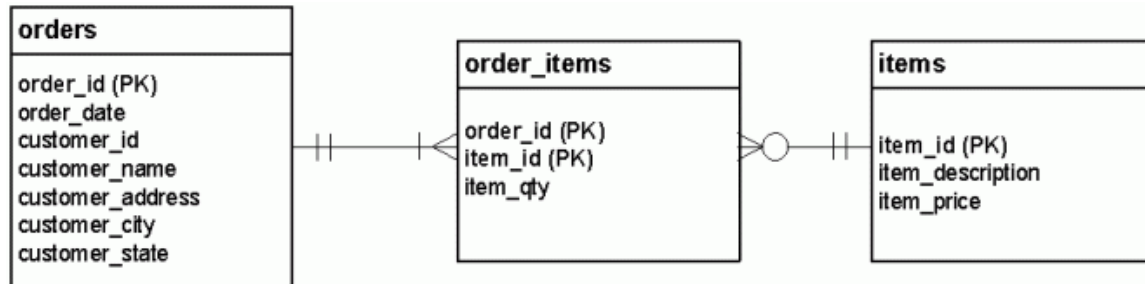 orders
order_id (PK)
order_date
customer_id
customer_name
customer_address
customer_city
customer_state
order_items
order_id (PK)
item_id (PK)
item_qty
items
item_id (PK)
item_description
item_price